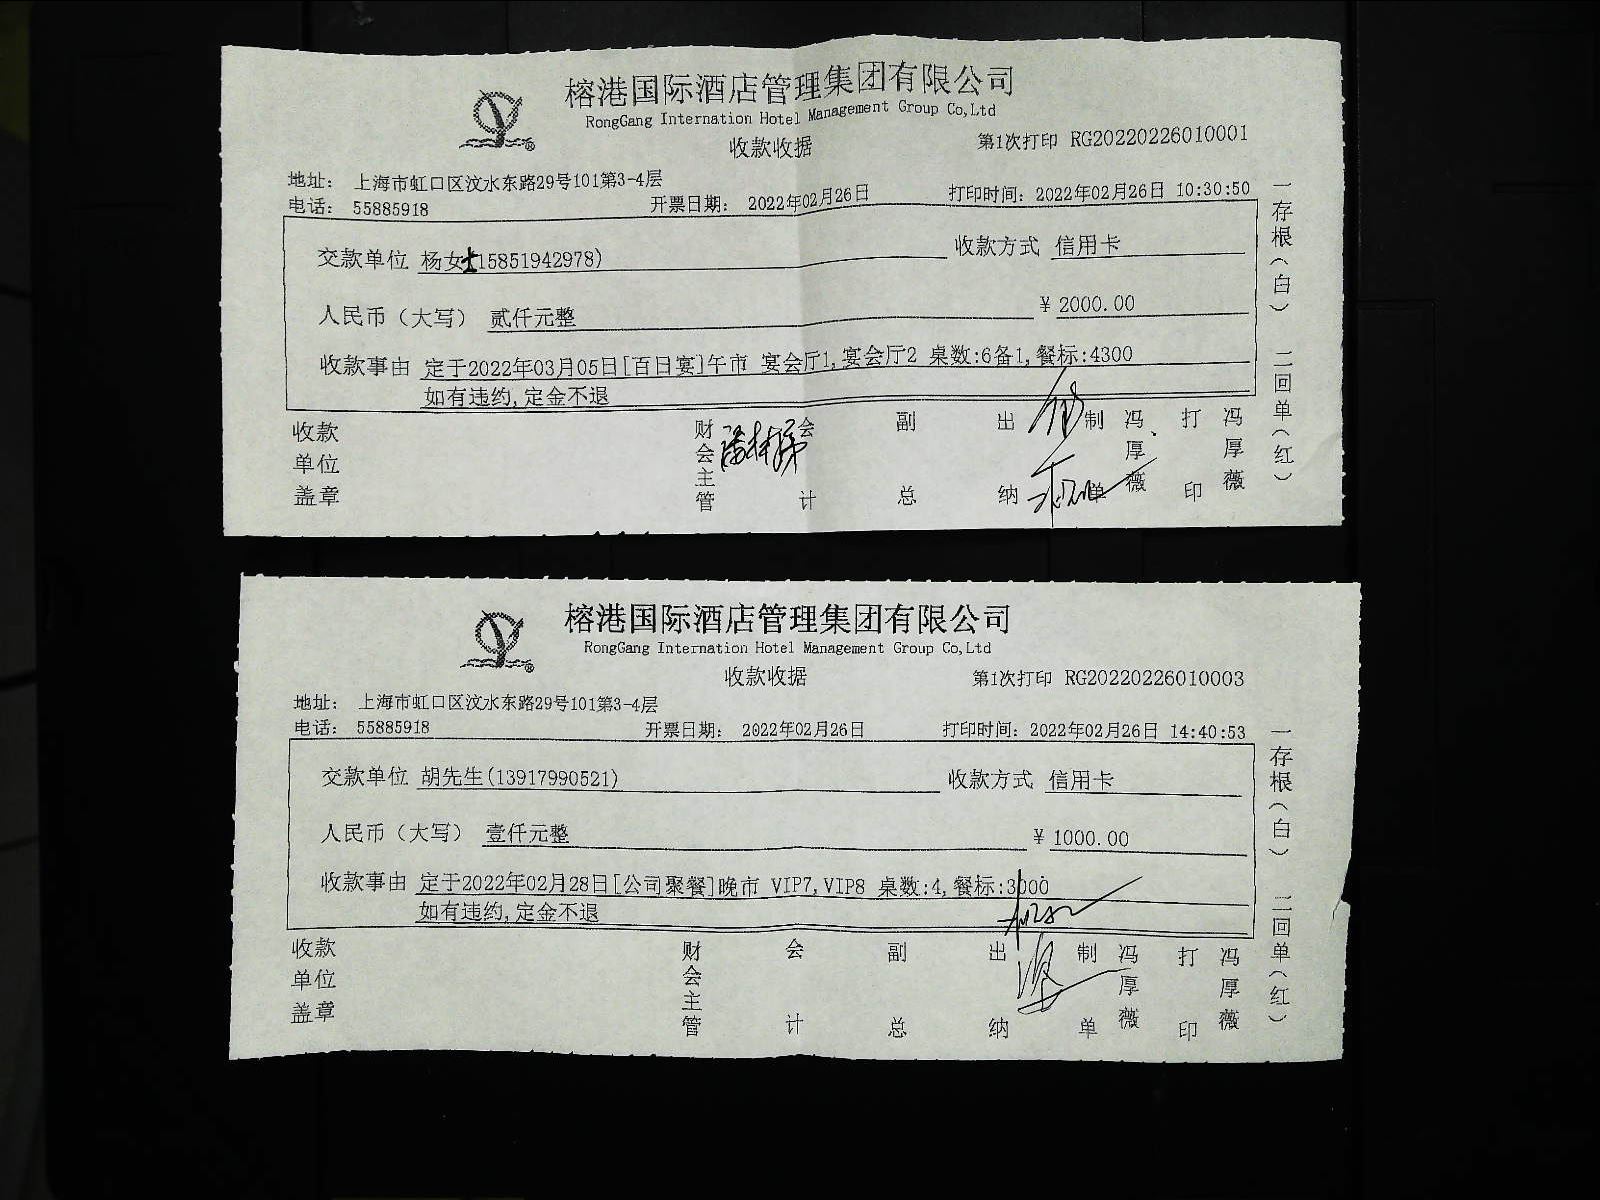 榕港国际酒店管理集团有限公司
RongGang Internation Hotel Management Group Co,Ltd
收款收据
第1次打印 RG20220226010001
地址： 上海市虹口区汶水东路29号101第3-4层
电话： 55885918 开票日期： 2022年02月26日 打印时间：2022年02月26日 10:30:50
交款单位 杨女士15851942978) 收款方式 信用卡
人民币（大写） 贰仟元整 ¥ 2000.00
收款事由 定于2022年03月05日[百日宴]午市 宴会厅1,宴会厅2 桌数:6备1,餐标:4300
如有违约,定金不退
收款单位盖章 财会主管 会计 副总 出纳 制单 冯厚薇 打印 冯厚薇
一存根（白） 二回单（红）
榕港国际酒店管理集团有限公司
RongGang Internation Hotel Management Group Co,Ltd
收款收据
第1次打印 RG20220226010003
地址： 上海市虹口区汶水东路29号101第3-4层
电话： 55885918 开票日期： 2022年02月26日 打印时间：2022年02月26日 14:40:53
交款单位 胡先生(13917990521) 收款方式 信用卡
人民币（大写） 壹仟元整 ¥ 1000.00
收款事由 定于2022年02月28日[公司聚餐]晚市 VIP7,VIP8 桌数:4,餐标:3000
如有违约,定金不退
收款单位盖章 财会主管 会计 副总 出纳 制单 冯厚薇 打印 冯厚薇
一存根（白） 二回单（红）